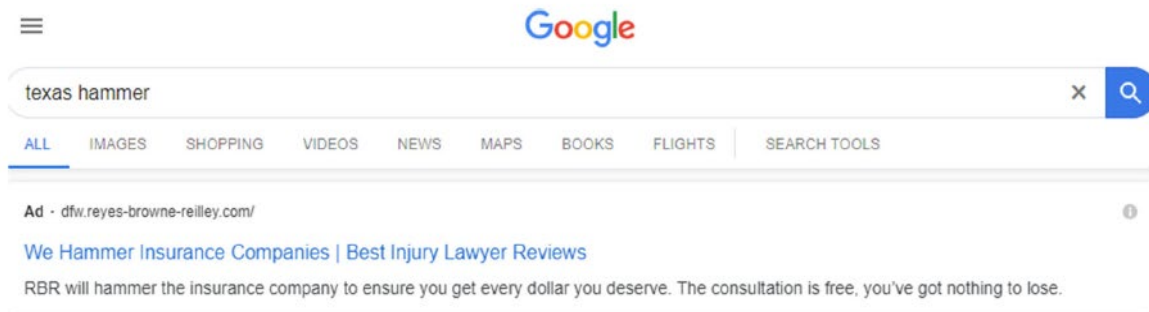 Google
texas hammer
ALL IMAGES SHOPPING VIDEOS NEWS MAPS BOOKS FLIGHTS SEARCH TOOLS
Ad · dfw.reyes-browne-reilley.com/
We Hammer Insurance Companies | Best Injury Lawyer Reviews
RBR will hammer the insurance company to ensure you get every dollar you deserve. The consultation is free, you've got nothing to lose.